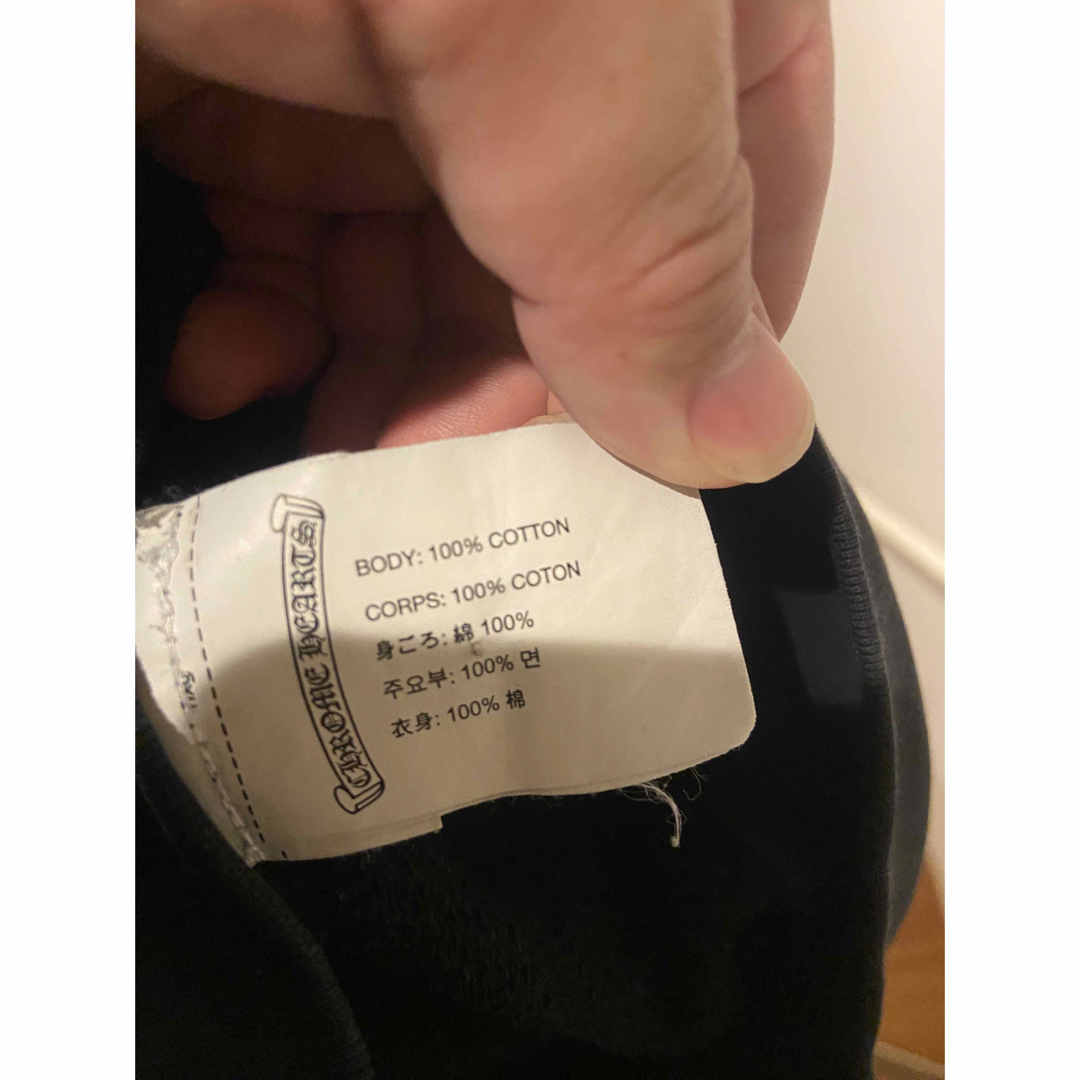 CHROME HEARTS
BODY: 100% COTTON
CORPS: 100% COTON
身ごろ: 綿 100%
주요부: 100% 면
衣身: 100% 棉